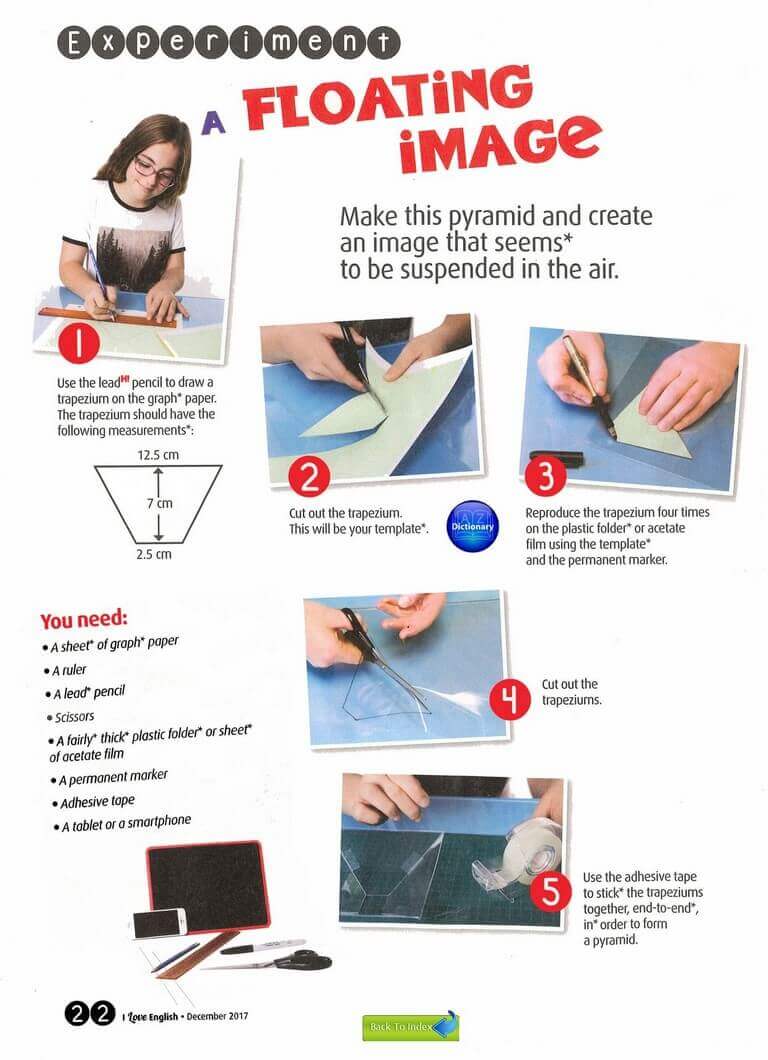 Experiment
A FLOATiNG
iMAGe
Make this pyramid and create
an image that seems*
to be suspended in the air.
1
Use the lead H! pencil to draw a
trapezium on the graph* paper.
The trapezium should have the
following measurements*:
12.5 cm
7 cm
2.5 cm
2
Cut out the trapezium.
This will be your template*.
A-Z
Dictionary
3
Reproduce the trapezium four times
on the plastic folder* or acetate
film using the template*
and the permanent marker.
You need:
• A sheet* of graph* paper
• A ruler
• A lead* pencil
• Scissors
• A fairly* thick* plastic folder* or sheet*
of acetate film
• A permanent marker
• Adhesive tape
• A tablet or a smartphone
4
Cut out the
trapeziums.
5
Use the adhesive tape
to stick* the trapeziums
together, end-to-end*,
in* order to form
a pyramid.
22 I Love English • December 2017
Back To Index